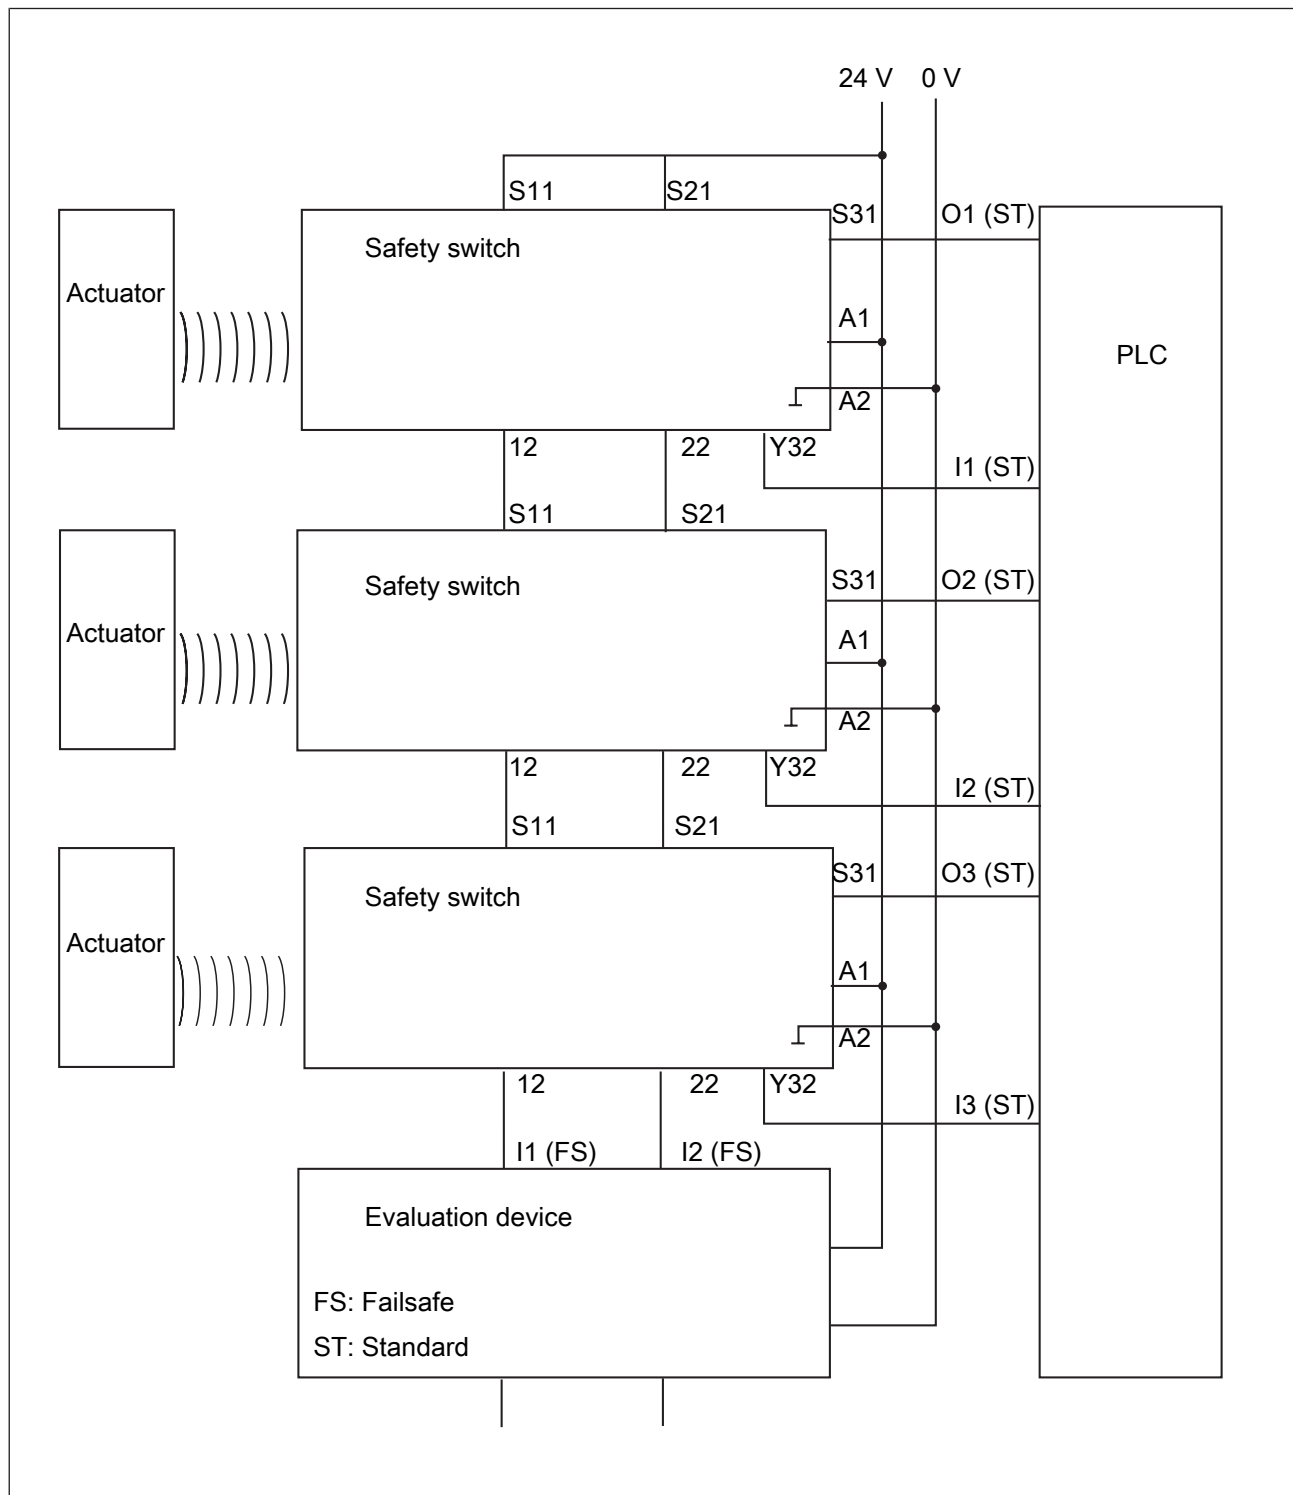 24 V 0 V
S11 S21
S31 O1 (ST)
Safety switch
Actuator
A1
PLC
A2
12 22 Y32
I1 (ST)
S11 S21
S31 O2 (ST)
Safety switch
Actuator
A1
A2
12 22 Y32
I2 (ST)
S11 S21
S31 O3 (ST)
Safety switch
Actuator
A1
A2
12 22 Y32
I3 (ST)
I1 (FS) I2 (FS)
Evaluation device
FS: Failsafe
ST: Standard